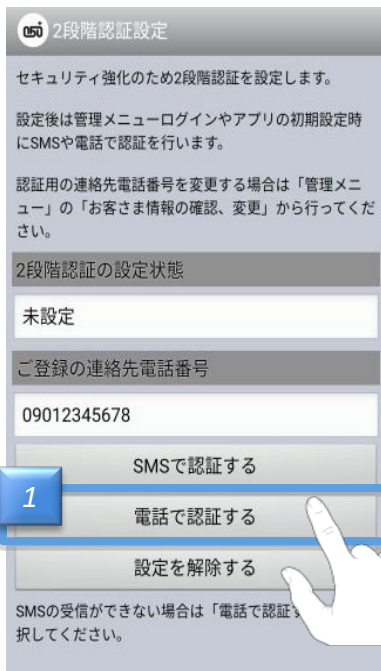 2段階認証設定
セキュリティ強化のため2段階認証を設定します。
設定後は管理メニューログインやアプリの初期設定時
にSMSや電話で認証を行います。
認証用の連絡先電話番号を変更する場合は「管理メニ
ュー」の「お客さま情報の確認、変更」から行ってくだ
さい。
2段階認証の設定状態
未設定
ご登録の連絡先電話番号
09012345678
SMSで認証する
1
電話で認証する
設定を解除する
SMSの受信ができない場合は「電話で認証す
択してください。